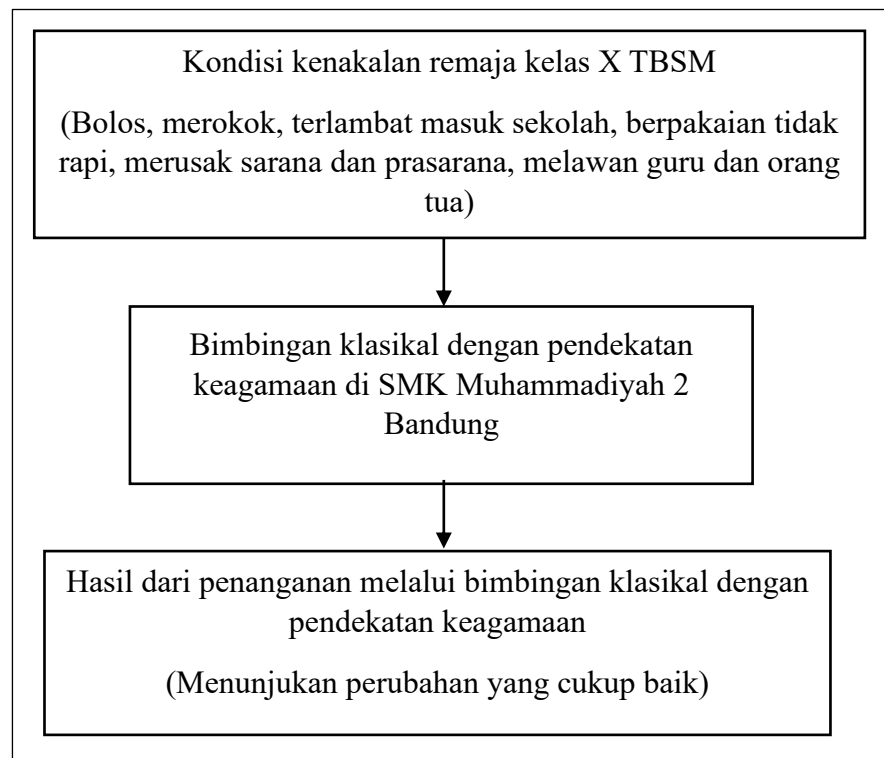 Kondisi kenakalan remaja kelas X TBSM
(Bolos, merokok, terlambat masuk sekolah, berpakaian tidak
rapi, merusak sarana dan prasarana, melawan guru dan orang
tua)
Bimbingan klasikal dengan pendekatan
keagamaan di SMK Muhammadiyah 2
Bandung
Hasil dari penanganan melalui bimbingan klasikal dengan
pendekatan keagamaan
(Menunjukan perubahan yang cukup baik)